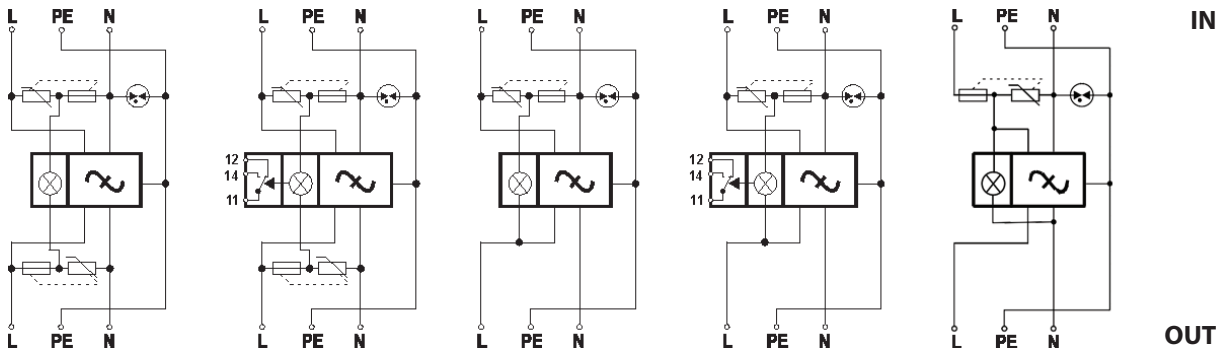 L PE N L PE N L PE N L PE N L PE N IN
12 12
14 14
11 11
L PE N L PE N L PE N L PE N L PE N
OUT